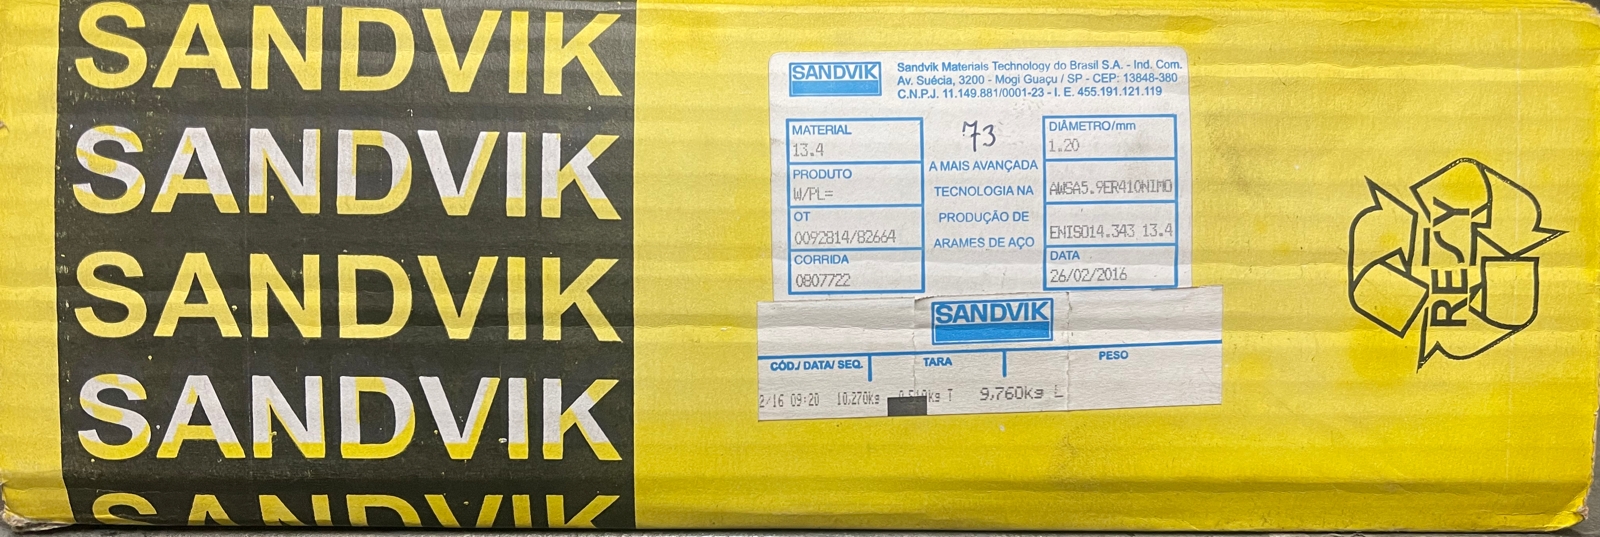 SANDVIK
SANDVIK
SANDVIK
SANDVIK
SANDVIK
SANDVIK
Sandvik Materials Technology do Brasil S.A. - Ind. Com.
Av. Suécia, 3200 - Mogi Guaçu / SP - CEP: 13848-380
C.N.P.J. 11.149.881/0001-23 - I. E. 455.191.121.119
MATERIAL
13.4
PRODUTO
W/PL=
OT
0092814/82664
CORRIDA
0807722
73
A MAIS AVANÇADA
TECNOLOGIA NA
PRODUÇÃO DE
ARAMES DE AÇO
DIÂMETRO/mm
1.20
AWSA5.9ER410NIMO
ENISO14.343 13.4
DATA
26/02/2016
SANDVIK
CÓD./ DATA/ SEQ. TARA PESO
2/16 09:20 10,270kg kg T 9,760kg L
RESY